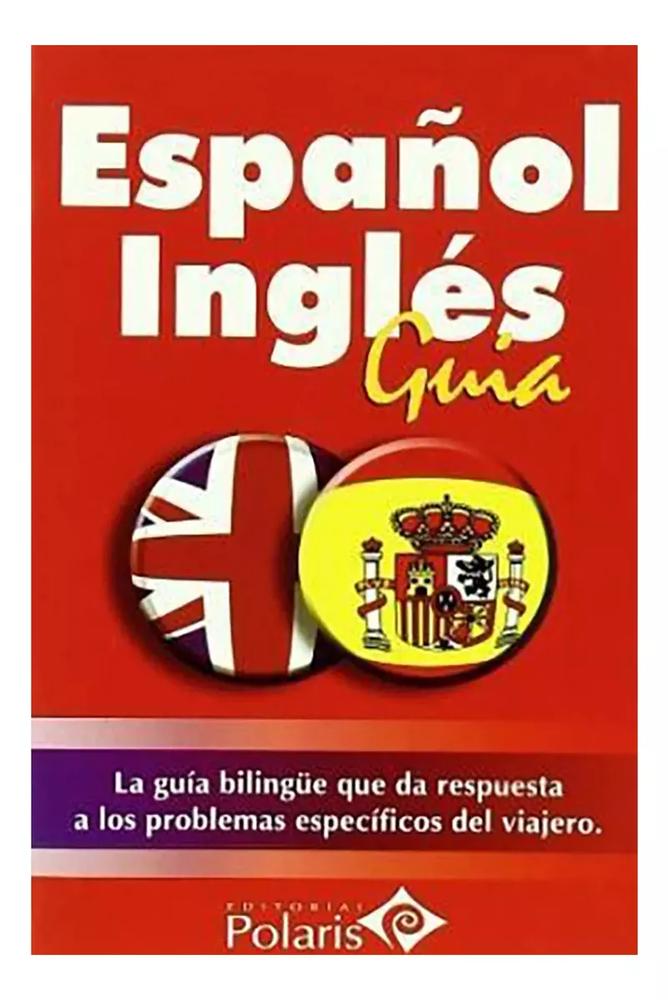 Español
Inglés
Guía
La guía bilingüe que da respuesta
a los problemas específicos del viajero.
EDITORIAL
Polaris